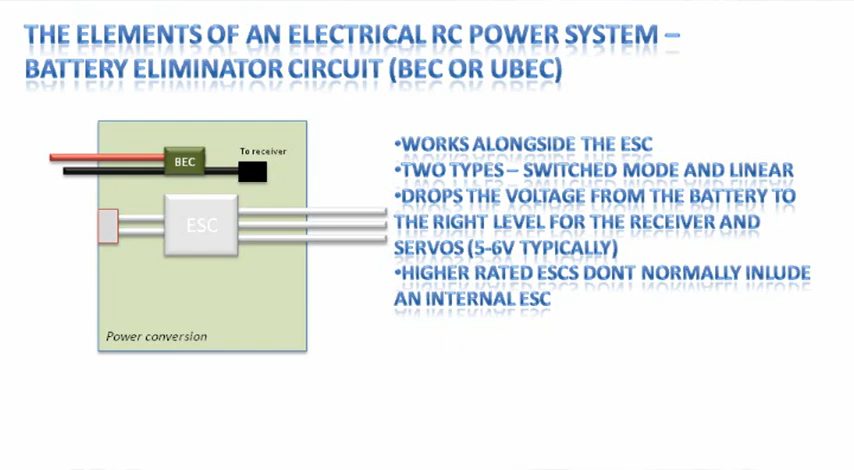 THE ELEMENTS OF AN ELECTRICAL RC POWER SYSTEM –
BATTERY ELIMINATOR CIRCUIT (BEC OR UBEC)
BEC
To receiver
ESC
Power conversion
•WORKS ALONGSIDE THE ESC
•TWO TYPES – SWITCHED MODE AND LINEAR
•DROPS THE VOLTAGE FROM THE BATTERY TO
THE RIGHT LEVEL FOR THE RECEIVER AND
SERVOS (5-6V TYPICALLY)
•HIGHER RATED ESCS DONT NORMALLY INLUDE
AN INTERNAL ESC